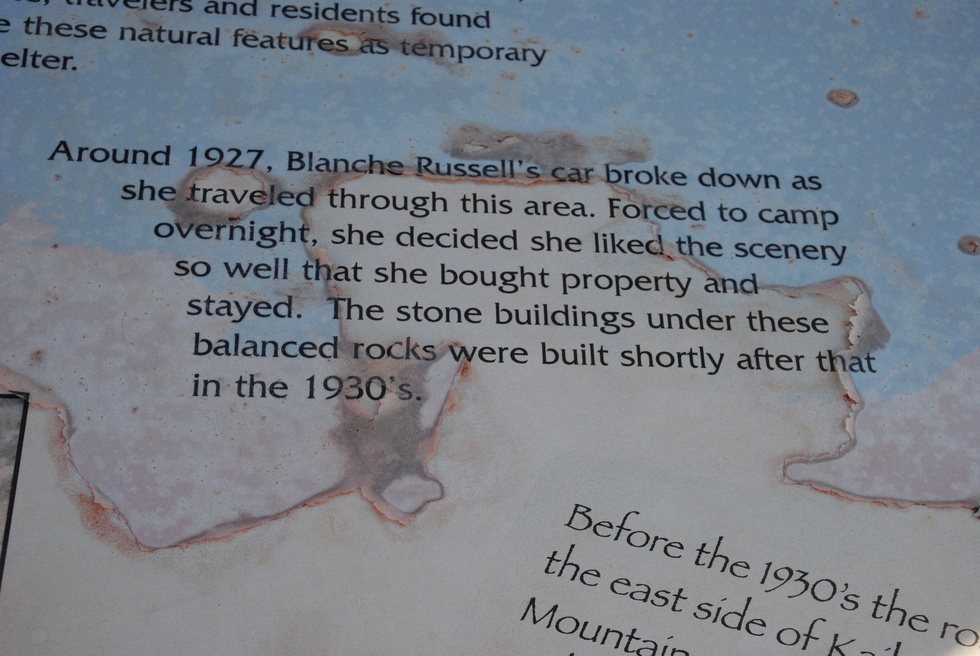 travelers and residents found
these natural features as temporary
Around 1927, Blanche Russell's car broke down as
she traveled through this area. Forced to camp
overnight, she decided she liked the scenery
so well that she bought property and
stayed. The stone buildings under these
balanced rocks were built shortly after that
in the 1930's.
Before the 1930's the
the east side of
Mountain